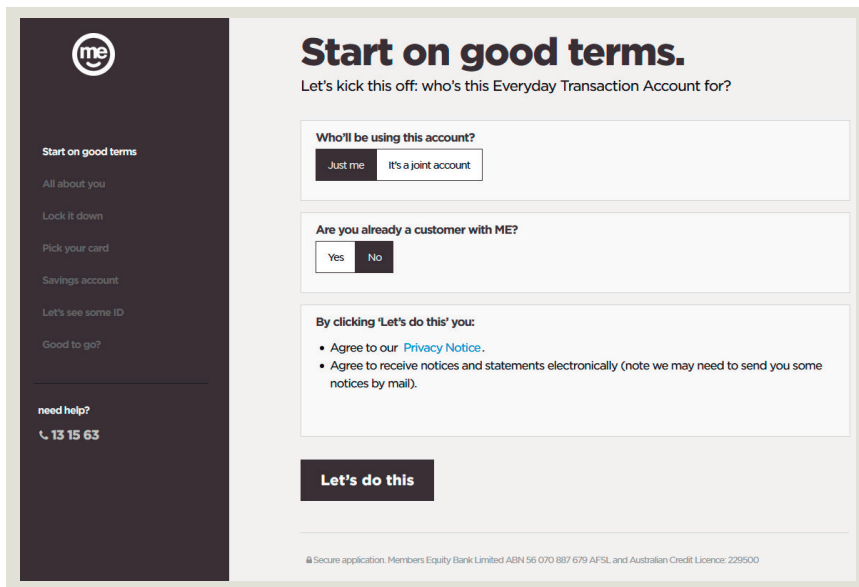 me
Start on good terms
All about you
Lock it down
Pick your card
Savings account
Let's see some ID
Good to go?
need help?
13 15 63
Start on good terms.
Let's kick this off: who's this Everyday Transaction Account for?
Who'll be using this account?
Just me It's a joint account
Are you already a customer with ME?
Yes No
By clicking 'Let's do this' you:
• Agree to our Privacy Notice.
• Agree to receive notices and statements electronically (note we may need to send you some
notices by mail).
Let's do this
Secure application. Members Equity Bank Limited ABN 56 070 887 679 AFSL and Australian Credit Licence: 229500